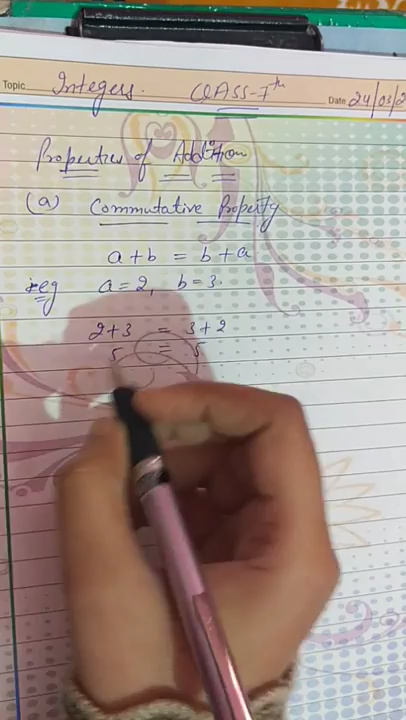 Topic Integers. CLASS-7th Date 24/03/2
Properties of Addition
(a) Commutative Property
a+b = b+a
eg a=2, b=3.
2+3 = 3+2
5 = 5